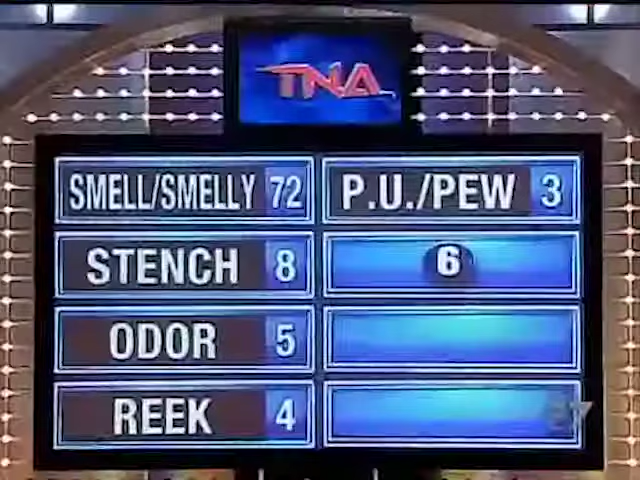 TNA
SMELL/SMELLY 72
STENCH 8
ODOR 5
REEK 4
P.U./PEW 3
6